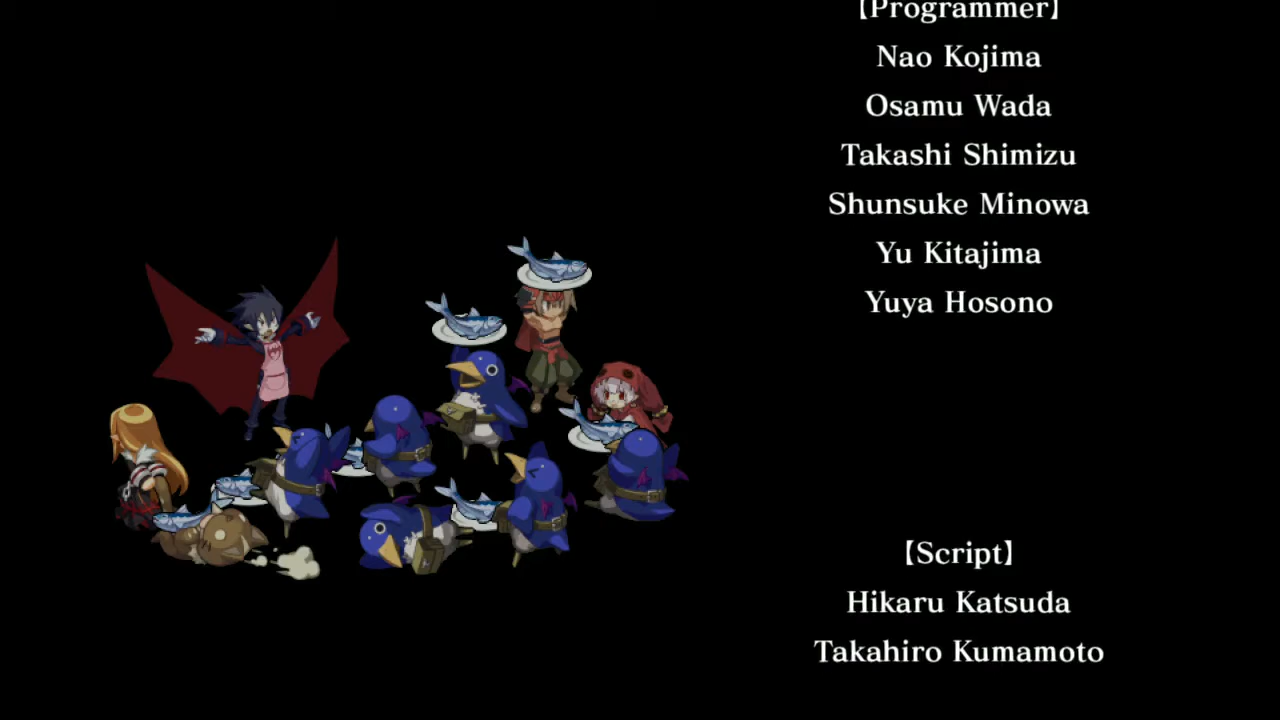 【Programmer】
Nao Kojima
Osamu Wada
Takashi Shimizu
Shunsuke Minowa
Yu Kitajima
Yuya Hosono
【Script】
Hikaru Katsuda
Takahiro Kumamoto